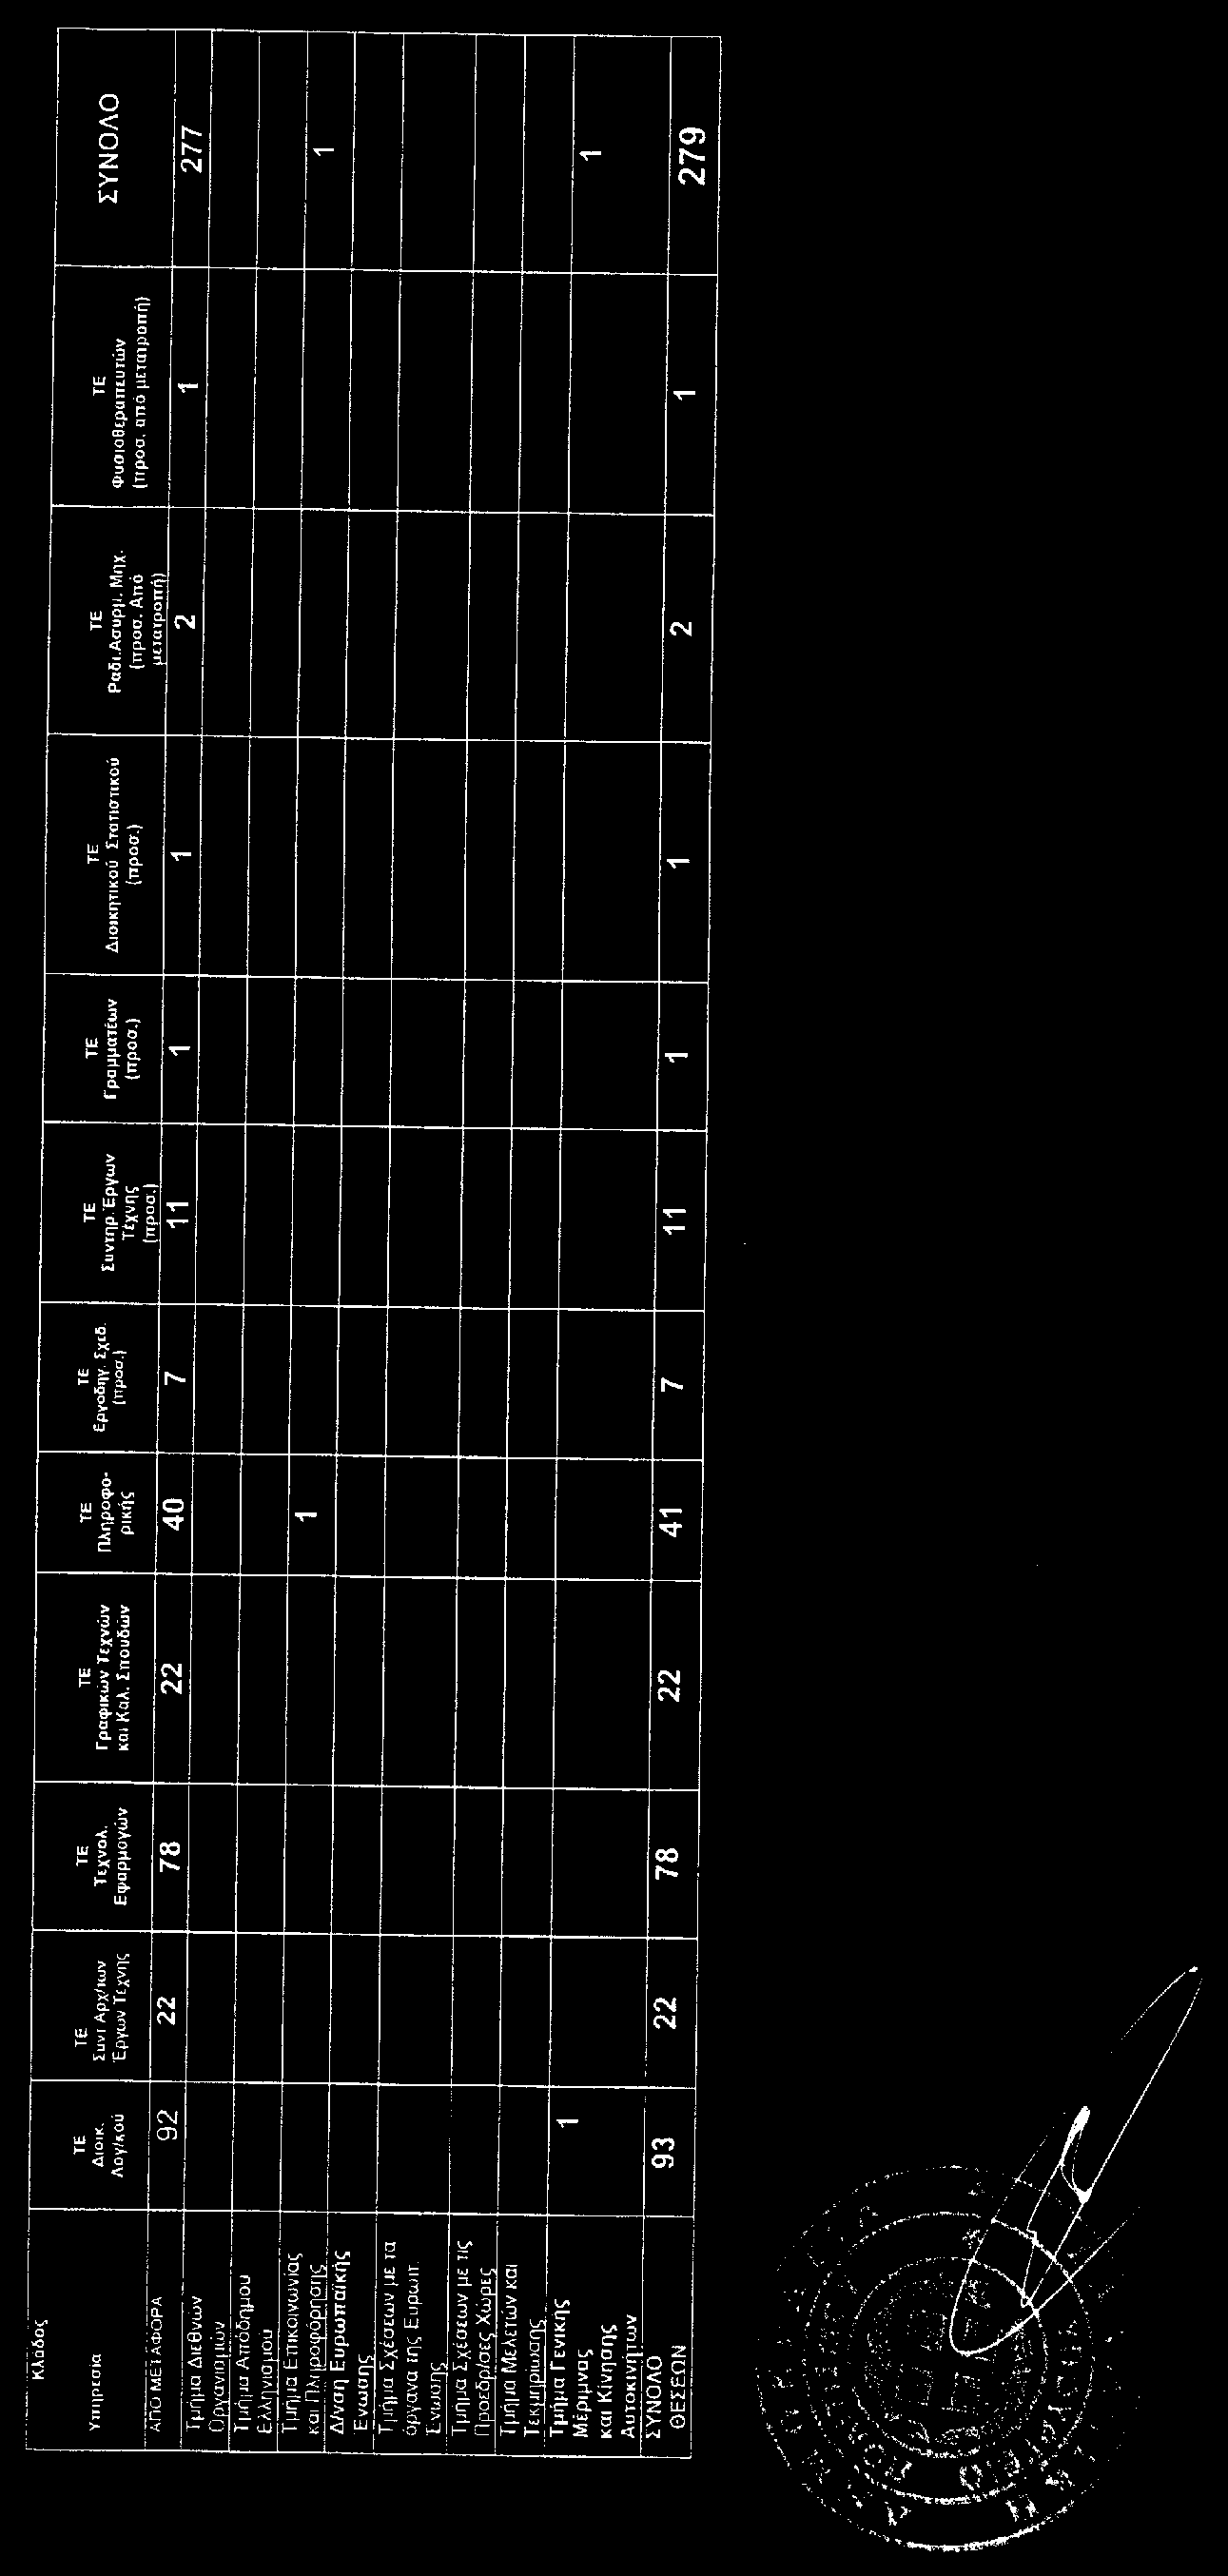 Κλάδος
Υπηρεσία
ΤΕ
Διοικ.
Λογ/κού
ΤΕ
Συντ Αρχ/κων
Έργων Τέχνης
ΤΕ
Τεχνολ.
Εφαρμογών
ΤΕ
Γραφικών Τεχνών
και Καλ. Σπουδών
ΤΕ
Πληροφο-
ρικής
ΤΕ
Εργοδηγ. Σχεδ.
(προσ.)
ΤΕ
Συντηρ. Έργων
Τέχνης
(προσ.)
ΤΕ
Γραμματέων
(προσ.)
ΤΕ
Διοικητικού Στατιστικού
(προσ.)
ΤΕ
Ραδι.Ασυρμ. Μηχ.
(προσ. Από
μετατροπή)
ΤΕ
Φυσιοθεραπευτών
(προσ. από μετατροπή)
ΣΥΝΟΛΟ
ΑΠΟ ΜΕΤΑΦΟΡΑ 92 22 78 22 40 7 11 1 1 2 1 277
Τμήμα Διεθνών
Οργανισμων
Τμήμα Απόδημου
Ελληνισμου
Τμήμα Επικοινωνίας
και Πληροφόρησης 1 1
Δ/νση Ευρωπαϊκής
Ενωσης
Τμήμα Σχέσεων με τα
όργανα της Ευρωπ.
Ένωσης
Τμήμα Σχέσεων με τις
Προεδρ/σες Χώρες
Τμήμα Μελετών και
Τεκμηρίωσης
Τμήμα Γενικής
Μέριμνας
και Κίνησης
Αυτοκινήτων 1 1
ΣΥΝΟΛΟ
ΘΕΣΕΩΝ 93 22 78 22 41 7 11 1 1 2 1 279